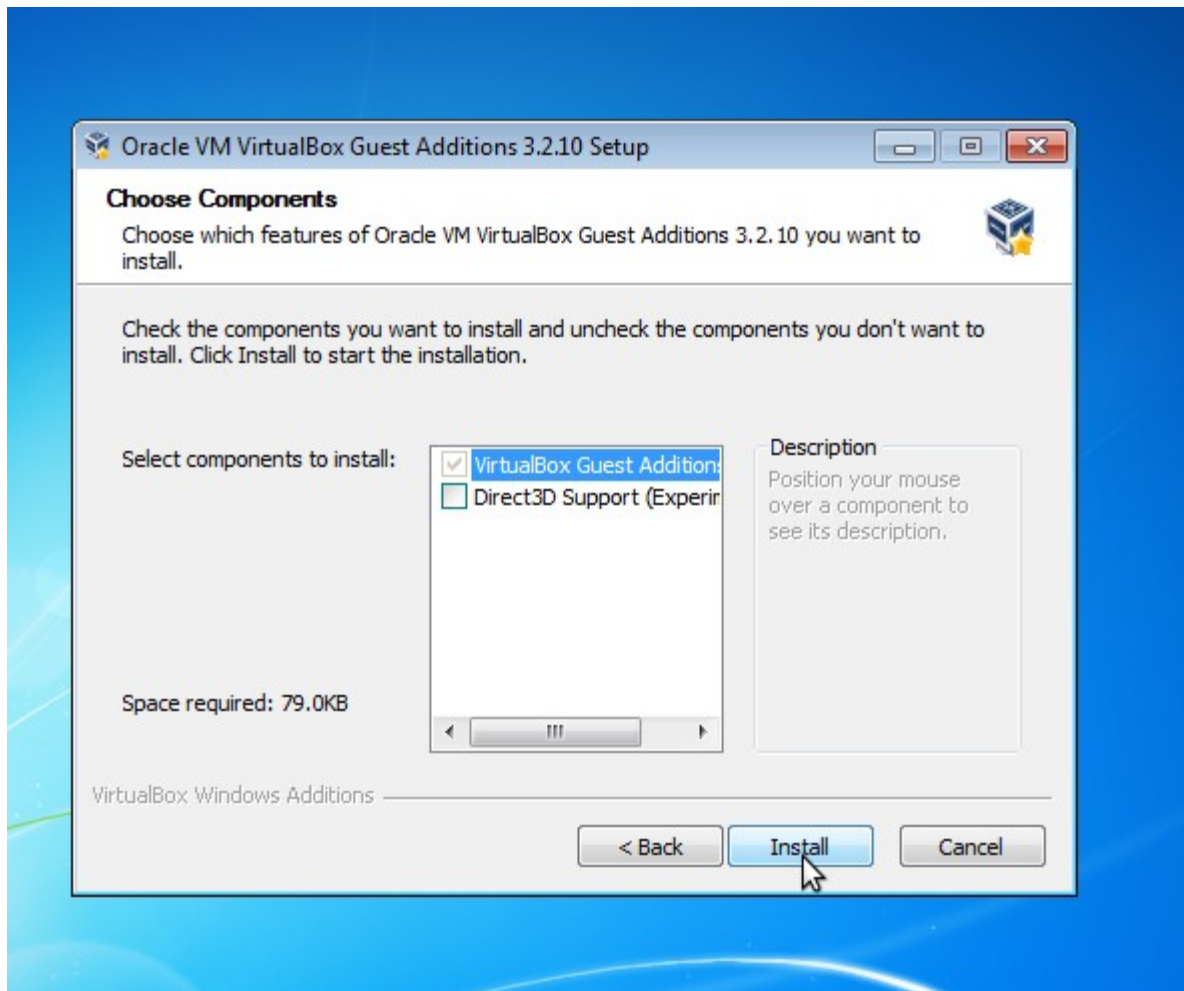 Oracle VM VirtualBox Guest Additions 3.2.10 Setup
Choose Components
Choose which features of Oracle VM VirtualBox Guest Additions 3.2.10 you want to
install.
Check the components you want to install and uncheck the components you don't want to
install. Click Install to start the installation.
Select components to install:
VirtualBox Guest Additions
Direct3D Support (Experir
Description
Position your mouse
over a component to
see its description.
Space required: 79.0KB
VirtualBox Windows Additions
< Back
Install
Cancel